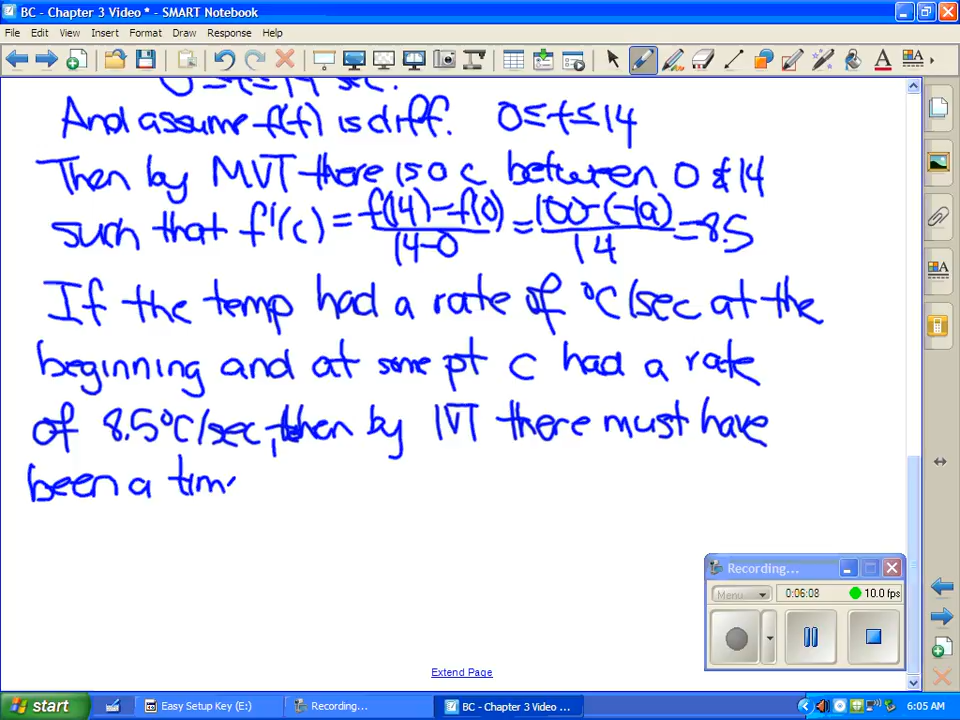 BC - Chapter 3 Video * - SMART Notebook
File Edit View Insert Format Draw Response Help
0 ≤ t ≤ 14 sec.
And assume f(t) is diff. 0 ≤ t ≤ 14
Then by MVT there is a c between 0 & 14
such that f'(c) = f(14) - f(0) / 14 - 0 = 100 - (-19) / 14 = 8.5
If the temp had a rate of °C/sec at the
beginning and at some pt c had a rate
of 8.5°C/sec, then by IVT there must have
been a tim
Recording...
Menu 0:06:08 10.0 fps
Extend Page
start Easy Setup Key (E:) Recording... BC - Chapter 3 Video ... 6:05 AM